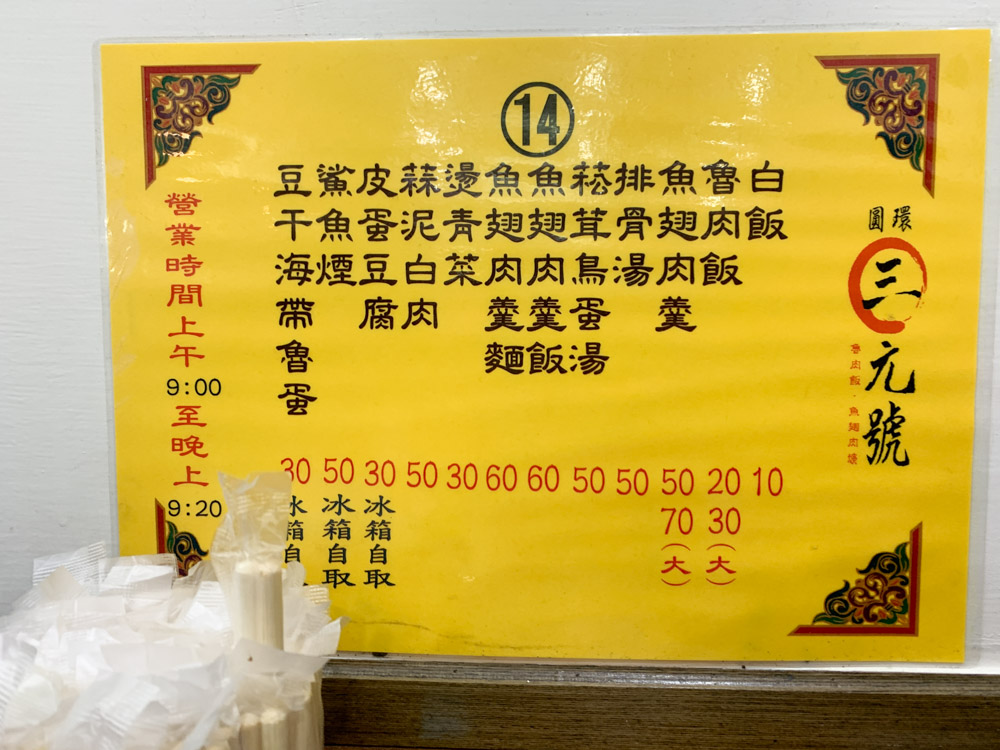 14
圓環
三元號
魯肉飯．魚翅肉
白飯 10
魯肉飯 20 30(大)
魚翅肉羹 50 70(大)
排骨湯 50
菘茸鳥蛋湯 50
魚翅肉羹飯 60
魚翅肉羹麵 60
燙青菜 30
蒜泥白肉 50
皮蛋豆腐 30 冰箱自取
鯊魚煙 50 冰箱自取
豆干海帶魯蛋 30 冰箱自
營業時間上午9:00至晚上9:20